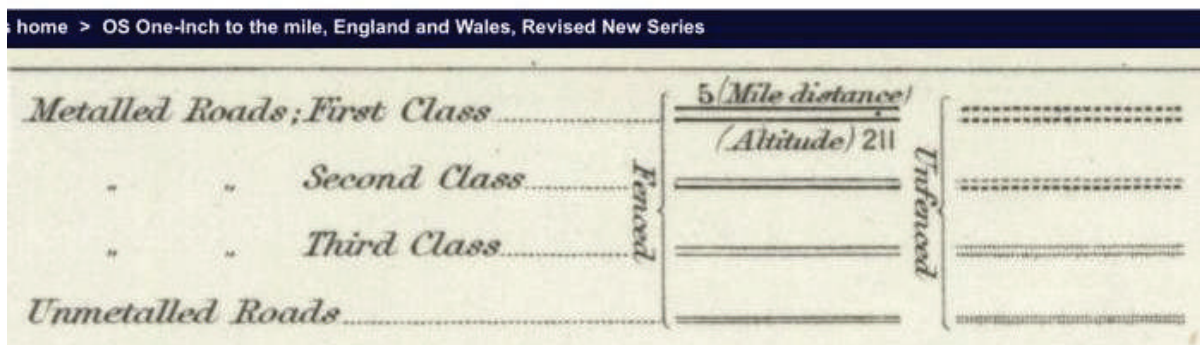 home > OS One-Inch to the mile, England and Wales, Revised New Series
Metalled Roads; First Class
5 (Mile distance)
(Altitude) 211
" " Second Class
Fenced
Unfenced
" " Third Class
Unmetalled Roads